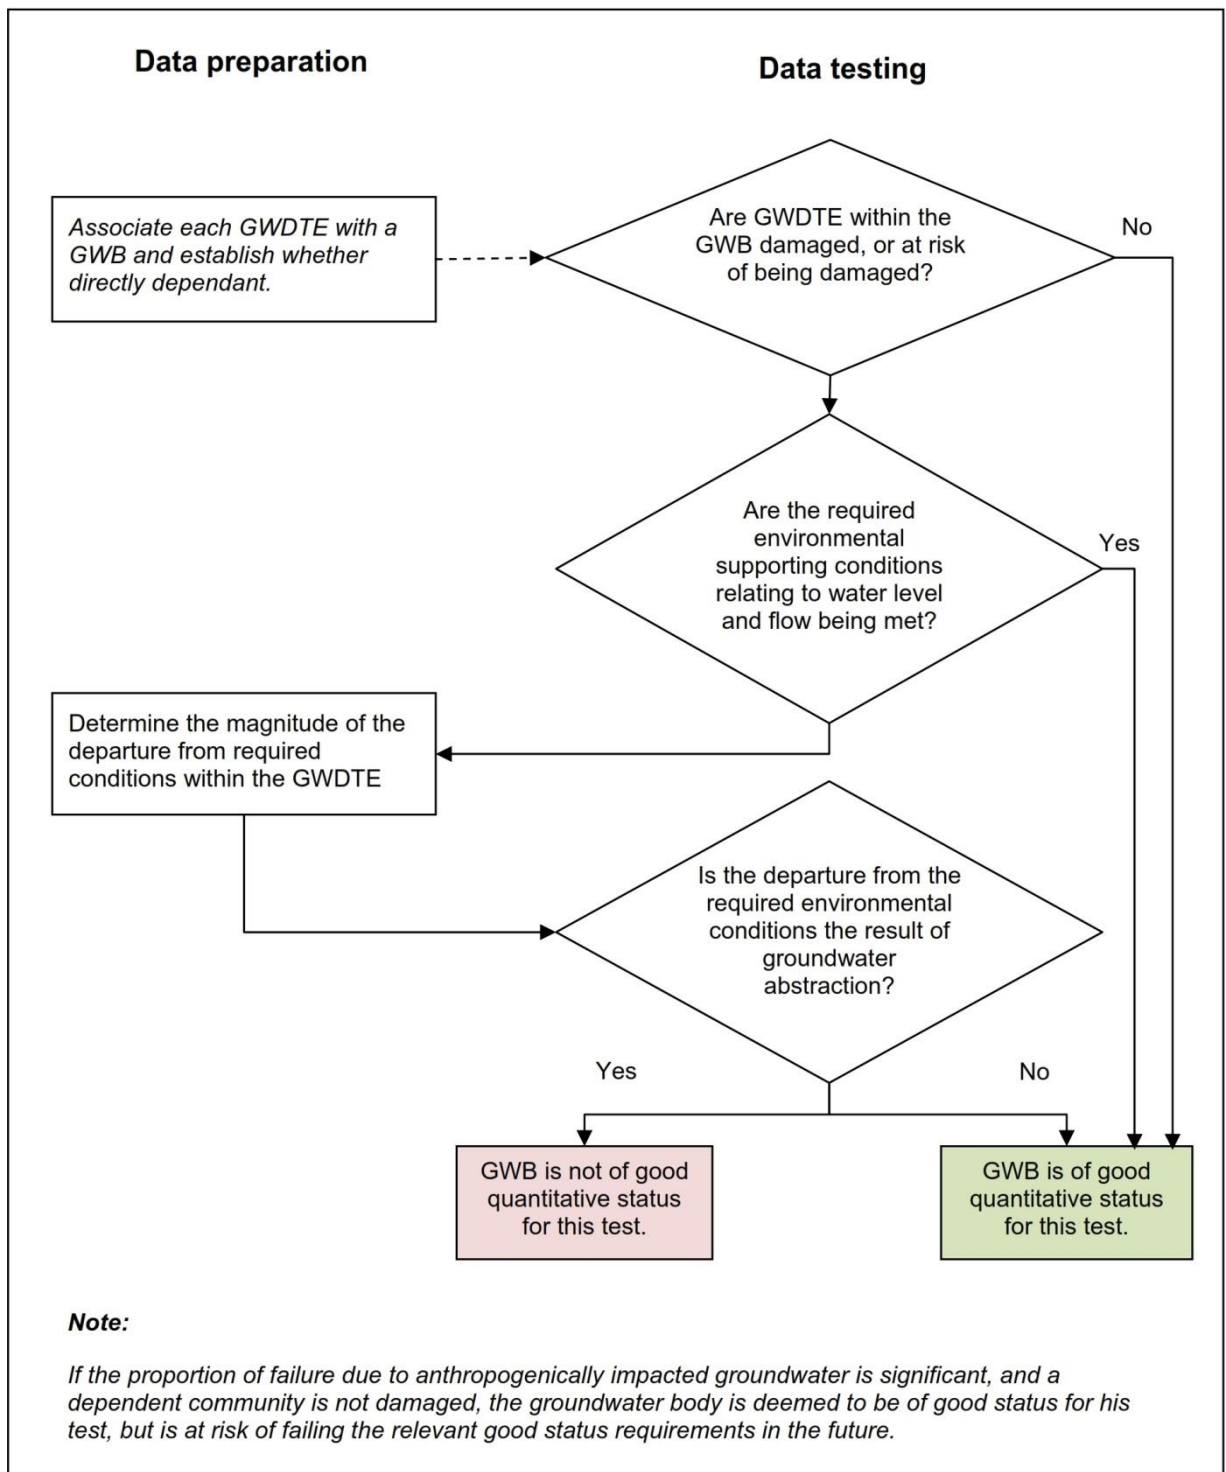 Data preparation
Data testing
Associate each GWDTE with a
GWB and establish whether
directly dependant.
Are GWDTE within the
GWB damaged, or at risk
of being damaged?
No
Are the required
environmental
supporting conditions
relating to water level
and flow being met?
Yes
Determine the magnitude of the
departure from required
conditions within the GWDTE
Is the departure from the
required environmental
conditions the result of
groundwater
abstraction?
Yes
No
GWB is not of good
quantitative status
for this test.
GWB is of good
quantitative status
for this test.
Note:
If the proportion of failure due to anthropogenically impacted groundwater is significant, and a
dependent community is not damaged, the groundwater body is deemed to be of good status for his
test, but is at risk of failing the relevant good status requirements in the future.